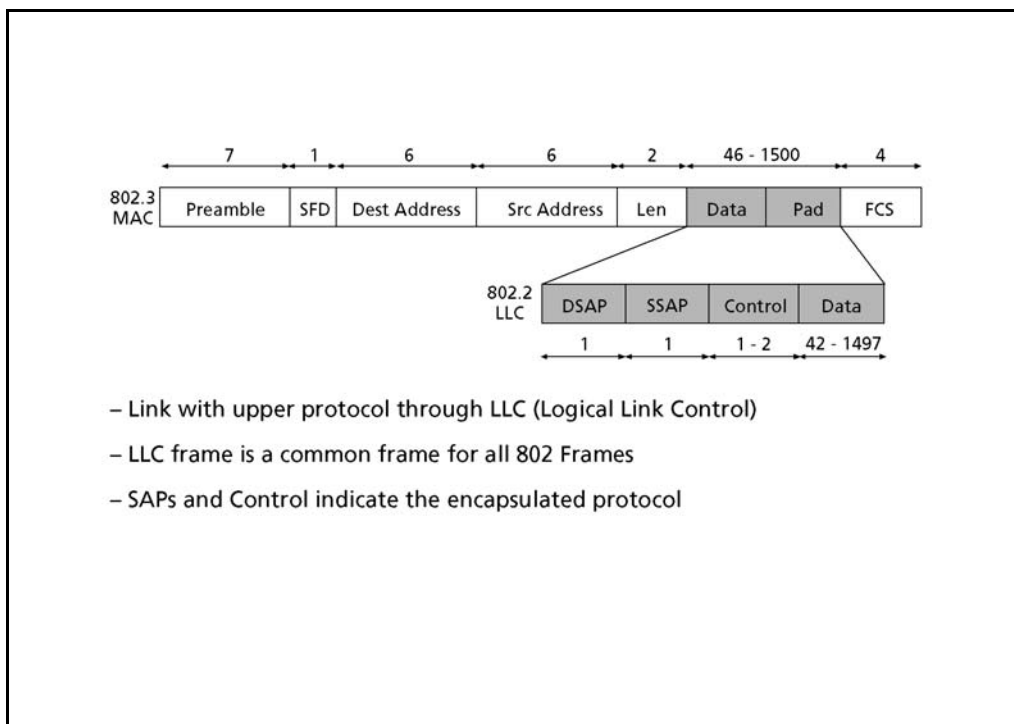 7 1 6 6 2 46 - 1500 4
802.3 MAC Preamble SFD Dest Address Src Address Len Data Pad FCS
802.2 LLC DSAP SSAP Control Data
1 1 1 - 2 42 - 1497
– Link with upper protocol through LLC (Logical Link Control)
– LLC frame is a common frame for all 802 Frames
– SAPs and Control indicate the encapsulated protocol